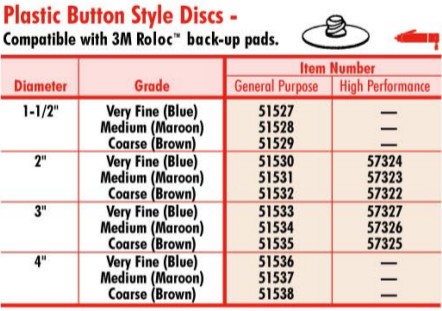 Plastic Button Style Discs -
Compatible with 3M Roloc™ back-up pads.
Item Number
Diameter Grade General Purpose High Performance
1-1/2" Very Fine (Blue) 51527 —
Medium (Maroon) 51528 —
Coarse (Brown) 51529 —
2" Very Fine (Blue) 51530 57324
Medium (Maroon) 51531 57323
Coarse (Brown) 51532 57322
3" Very Fine (Blue) 51533 57327
Medium (Maroon) 51534 57326
Coarse (Brown) 51535 57325
4" Very Fine (Blue) 51536 —
Medium (Maroon) 51537 —
Coarse (Brown) 51538 —